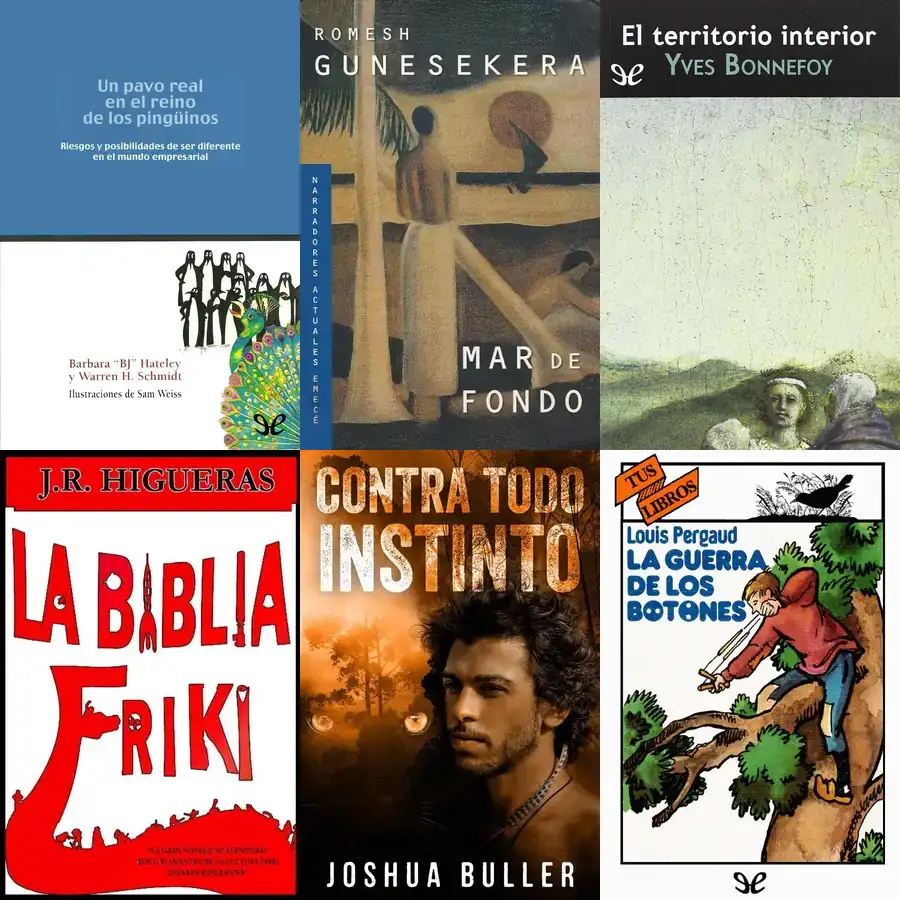 Un pavo real
en el reino
de los pingüinos
Riesgos y posibilidades de ser diferente
en el mundo empresarial
Barbara “BJ” Hateley
y Warren H. Schmidt
Ilustraciones de Sam Weiss
ROMESH
GUNESEKERA
NARRADORES ACTUALES EMECÉ
MAR DE
FONDO
El territorio interior
YVES BONNEFOY
J.R. HIGUERAS
LA BIBLIA
FRIKI
CONTRA TODO
INSTINTO
JOSHUA BULLER
TUS
LIBROS
Louis Pergaud
LA GUERRA
DE LOS
BOTONES